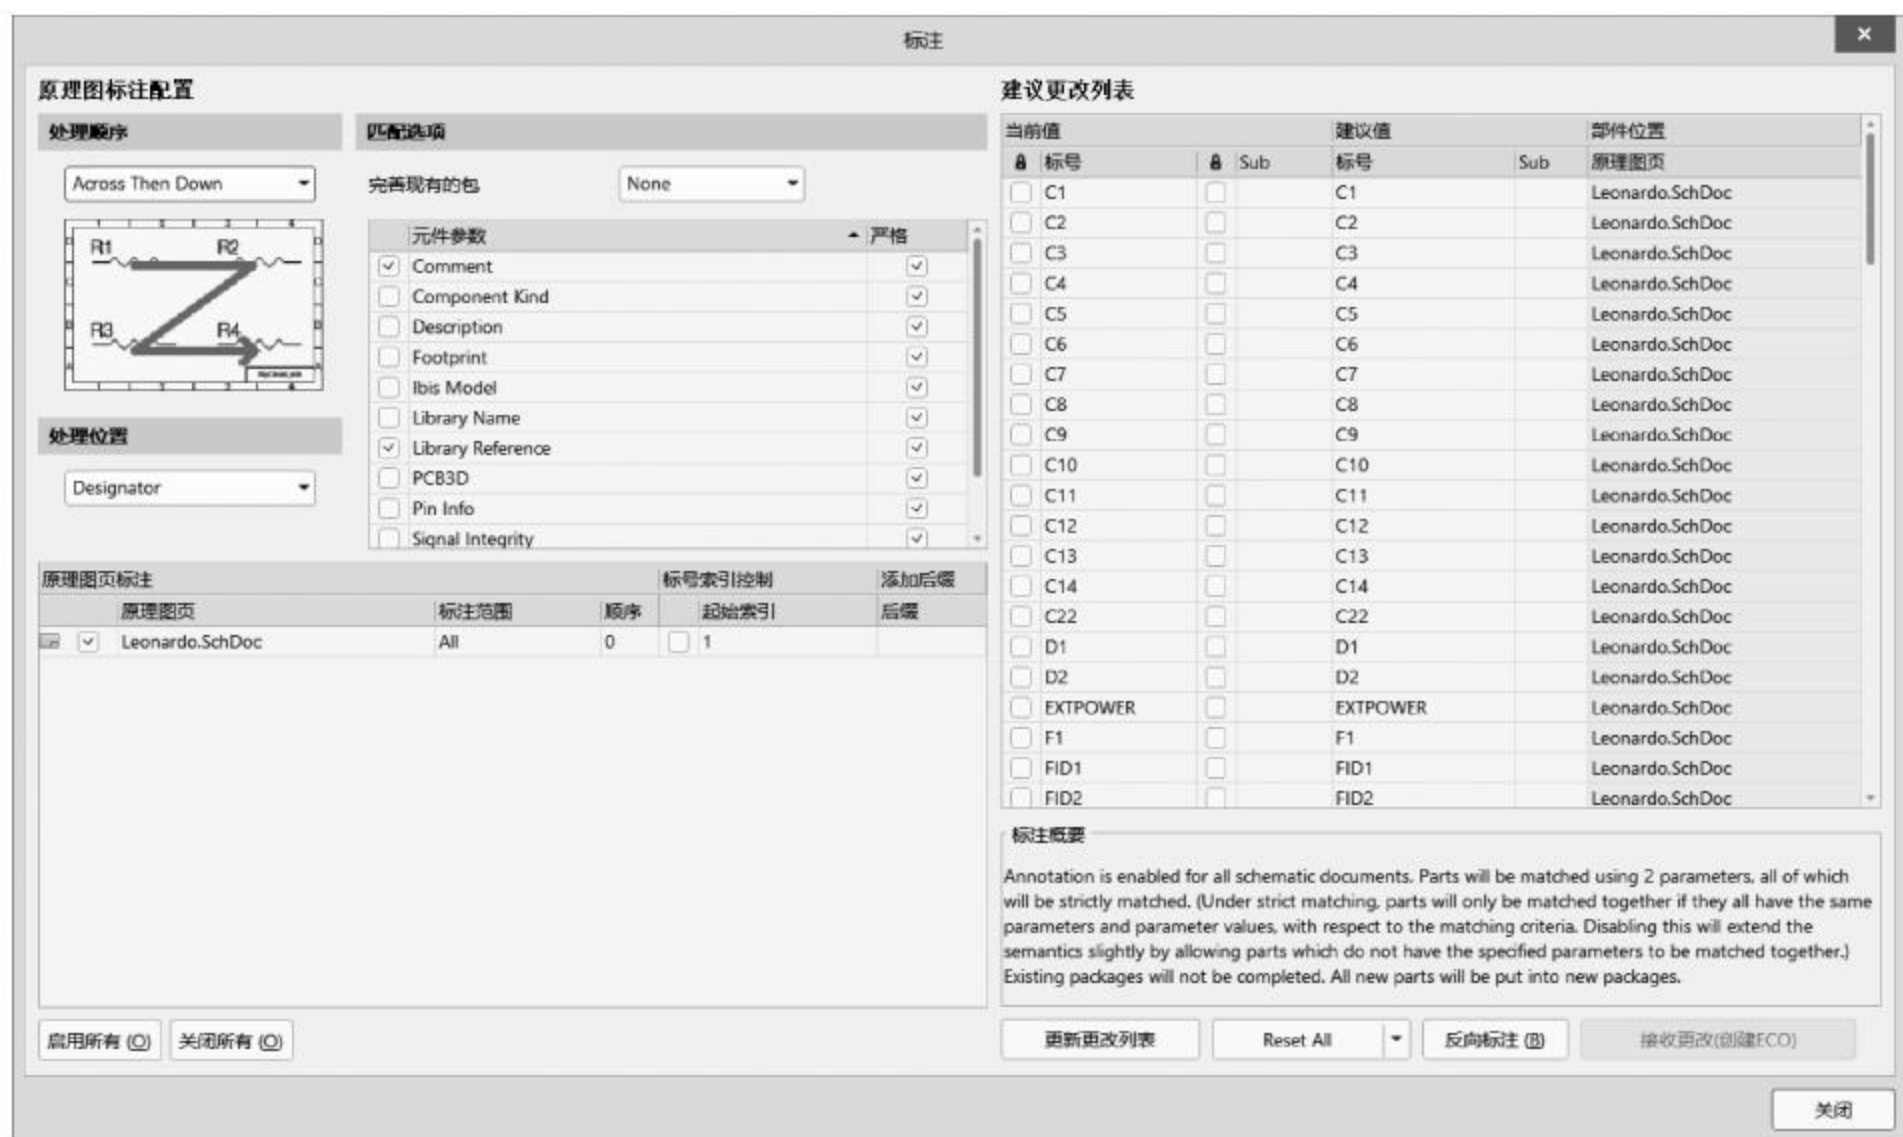 标注
原理图标注配置
处理顺序
Across Then Down
R1 R2
R3 R4
处理位置
Designator
匹配选项
完善现有的包 None
元件参数 严格
Comment
Component Kind
Description
Footprint
Ibis Model
Library Name
Library Reference
PCB3D
Pin Info
Signal Integrity
原理图页标注 标号索引控制 添加后缀
原理图页 标注范围 顺序 起始索引 后缀
Leonardo.SchDoc All 0 1
启用所有 (O) 关闭所有 (O)
建议更改列表
当前值 建议值 部件位置
标号 Sub 标号 Sub 原理图页
C1 C1 Leonardo.SchDoc
C2 C2 Leonardo.SchDoc
C3 C3 Leonardo.SchDoc
C4 C4 Leonardo.SchDoc
C5 C5 Leonardo.SchDoc
C6 C6 Leonardo.SchDoc
C7 C7 Leonardo.SchDoc
C8 C8 Leonardo.SchDoc
C9 C9 Leonardo.SchDoc
C10 C10 Leonardo.SchDoc
C11 C11 Leonardo.SchDoc
C12 C12 Leonardo.SchDoc
C13 C13 Leonardo.SchDoc
C14 C14 Leonardo.SchDoc
C22 C22 Leonardo.SchDoc
D1 D1 Leonardo.SchDoc
D2 D2 Leonardo.SchDoc
EXTPOWER EXTPOWER Leonardo.SchDoc
F1 F1 Leonardo.SchDoc
FID1 FID1 Leonardo.SchDoc
FID2 FID2 Leonardo.SchDoc
标注概要
Annotation is enabled for all schematic documents. Parts will be matched using 2 parameters, all of which
will be strictly matched. (Under strict matching, parts will only be matched together if they all have the same
parameters and parameter values, with respect to the matching criteria. Disabling this will extend the
semantics slightly by allowing parts which do not have the specified parameters to be matched together.)
Existing packages will not be completed. All new parts will be put into new packages.
更新更改列表 Reset All 反向标注 (B) 接收更改(创建ECO)
关闭